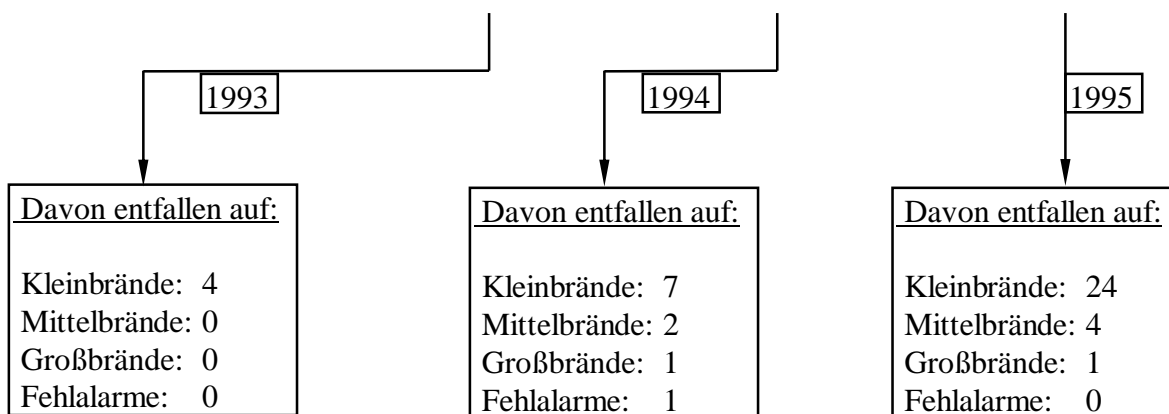 1993
1994
1995
Davon entfallen auf:
Kleinbrände: 4
Mittelbrände: 0
Großbrände: 0
Fehlalarme: 0
Davon entfallen auf:
Kleinbrände: 7
Mittelbrände: 2
Großbrände: 1
Fehlalarme: 1
Davon entfallen auf:
Kleinbrände: 24
Mittelbrände: 4
Großbrände: 1
Fehlalarme: 0